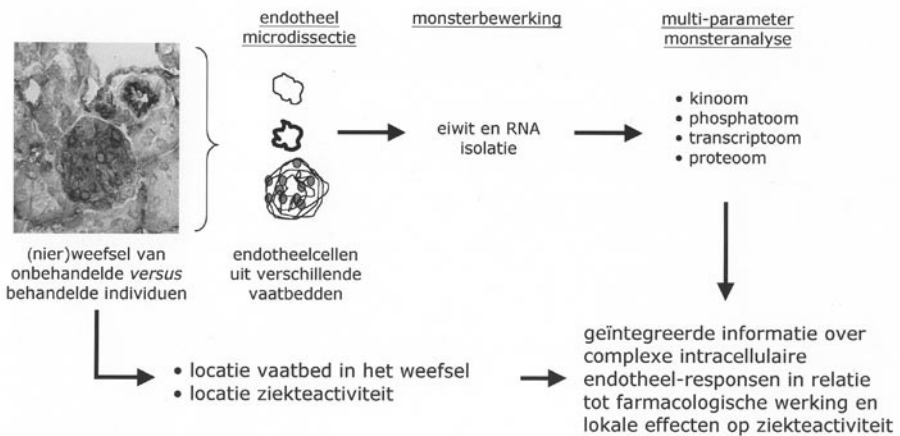 endotheel
microdissectie
monsterbewerking
multi-parameter
monsteranalyse
• kinoom
• phosphatoom
• transcriptoom
• proteoom
eiwit en RNA
isolatie
(nier)weefsel van
onbehandelde versus
behandelde individuen
endotheelcellen
uit verschillende
vaatbedden
• locatie vaatbed in het weefsel
• locatie ziekteactiviteit
geïntegreerde informatie over
complexe intracellulaire
endotheel-responsen in relatie
tot farmacologische werking en
lokale effecten op ziekteactiviteit